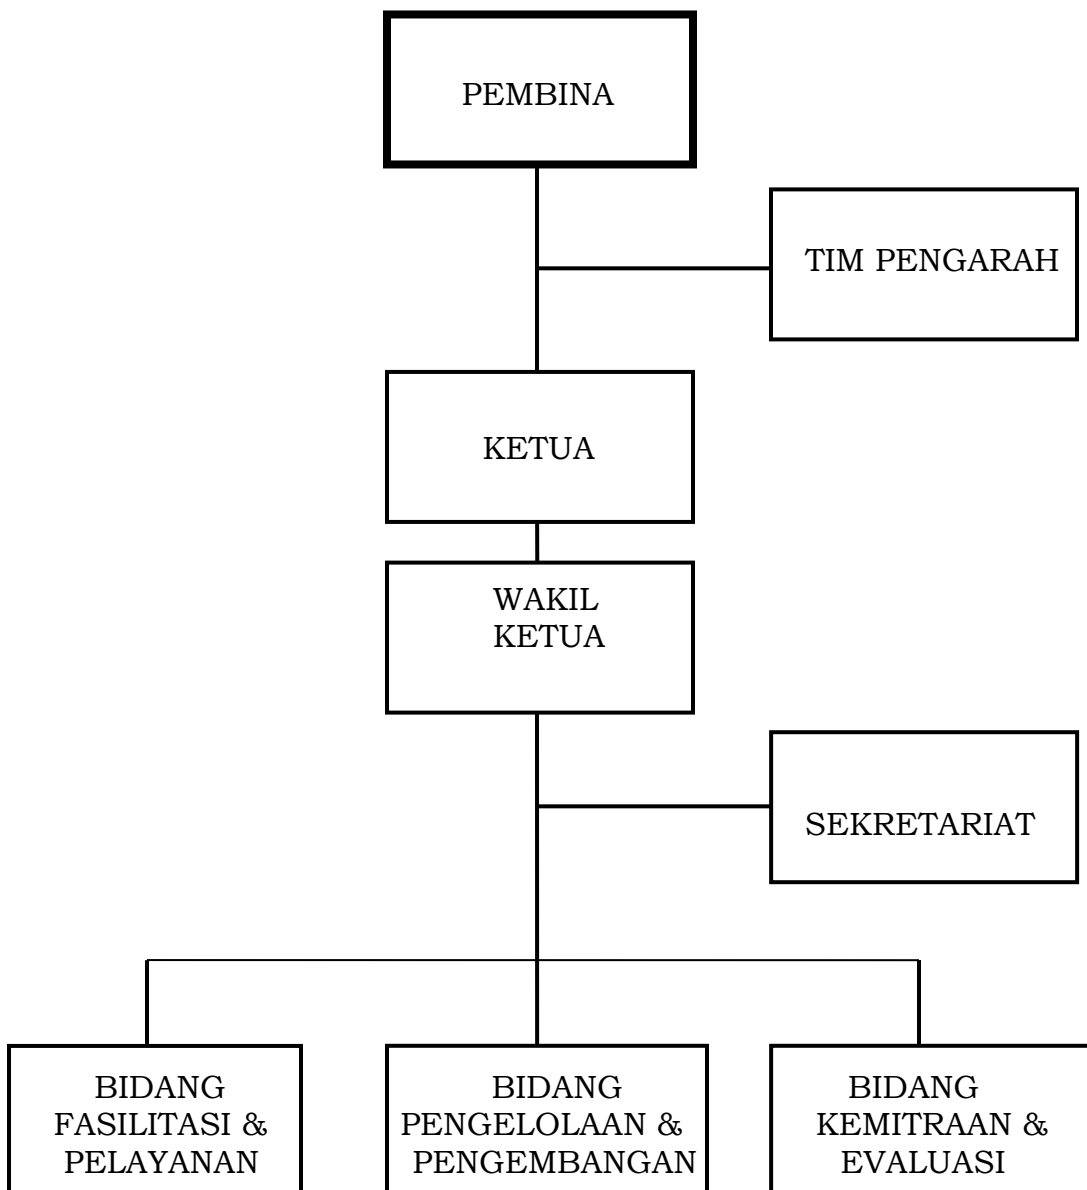 PEMBINA
TIM PENGARAH
KETUA
WAKIL
KETUA
SEKRETARIAT
BIDANG
FASILITASI &
PELAYANAN
BIDANG
PENGELOLAAN &
PENGEMBANGAN
BIDANG
KEMITRAAN &
EVALUASI